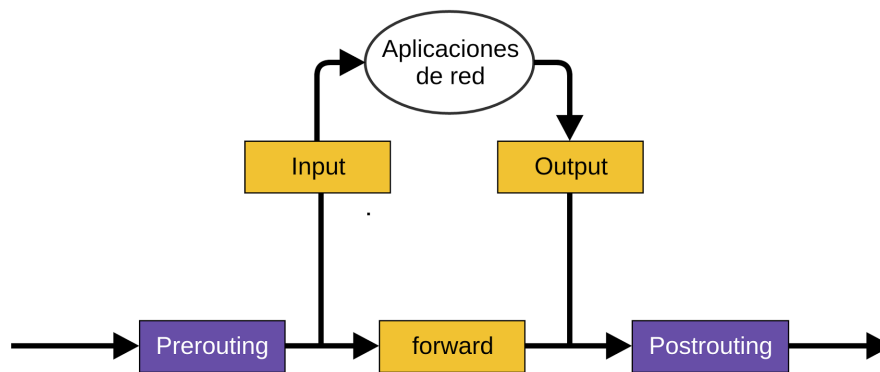 Aplicaciones
de red
Input
Output
Prerouting
forward
Postrouting